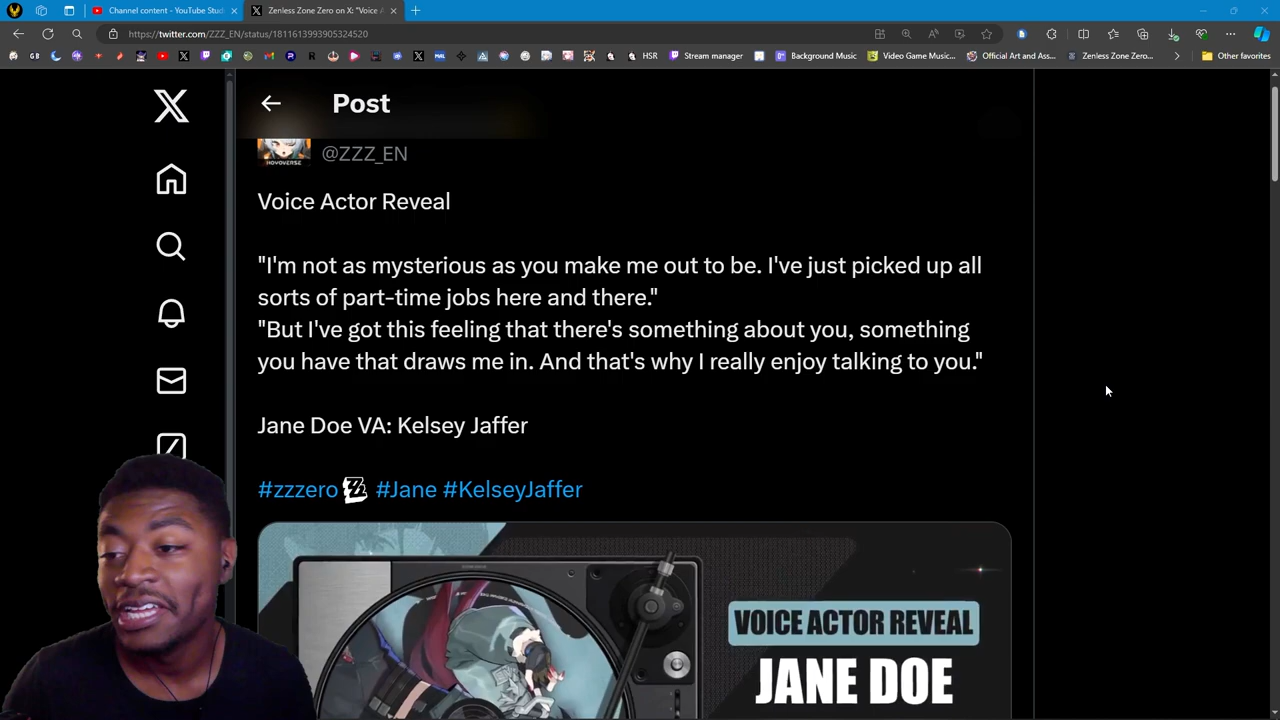 Channel content - YouTube Stud
Zenless Zone Zero on X: "Voice A
https://twitter.com/ZZZ_EN/status/1811613993905324520
GB
HSR
Stream manager
Background Music
Video Game Music...
Official Art and Ass...
Zenless Zone Zero...
Other favorites
Post
HOYOVERSE
@ZZZ_EN
Voice Actor Reveal
"I'm not as mysterious as you make me out to be. I've just picked up all
sorts of part-time jobs here and there."
"But I've got this feeling that there's something about you, something
you have that draws me in. And that's why I really enjoy talking to you."
Jane Doe VA: Kelsey Jaffer
#zzzero #Jane #KelseyJaffer
VOICE ACTOR REVEAL
JANE DOE